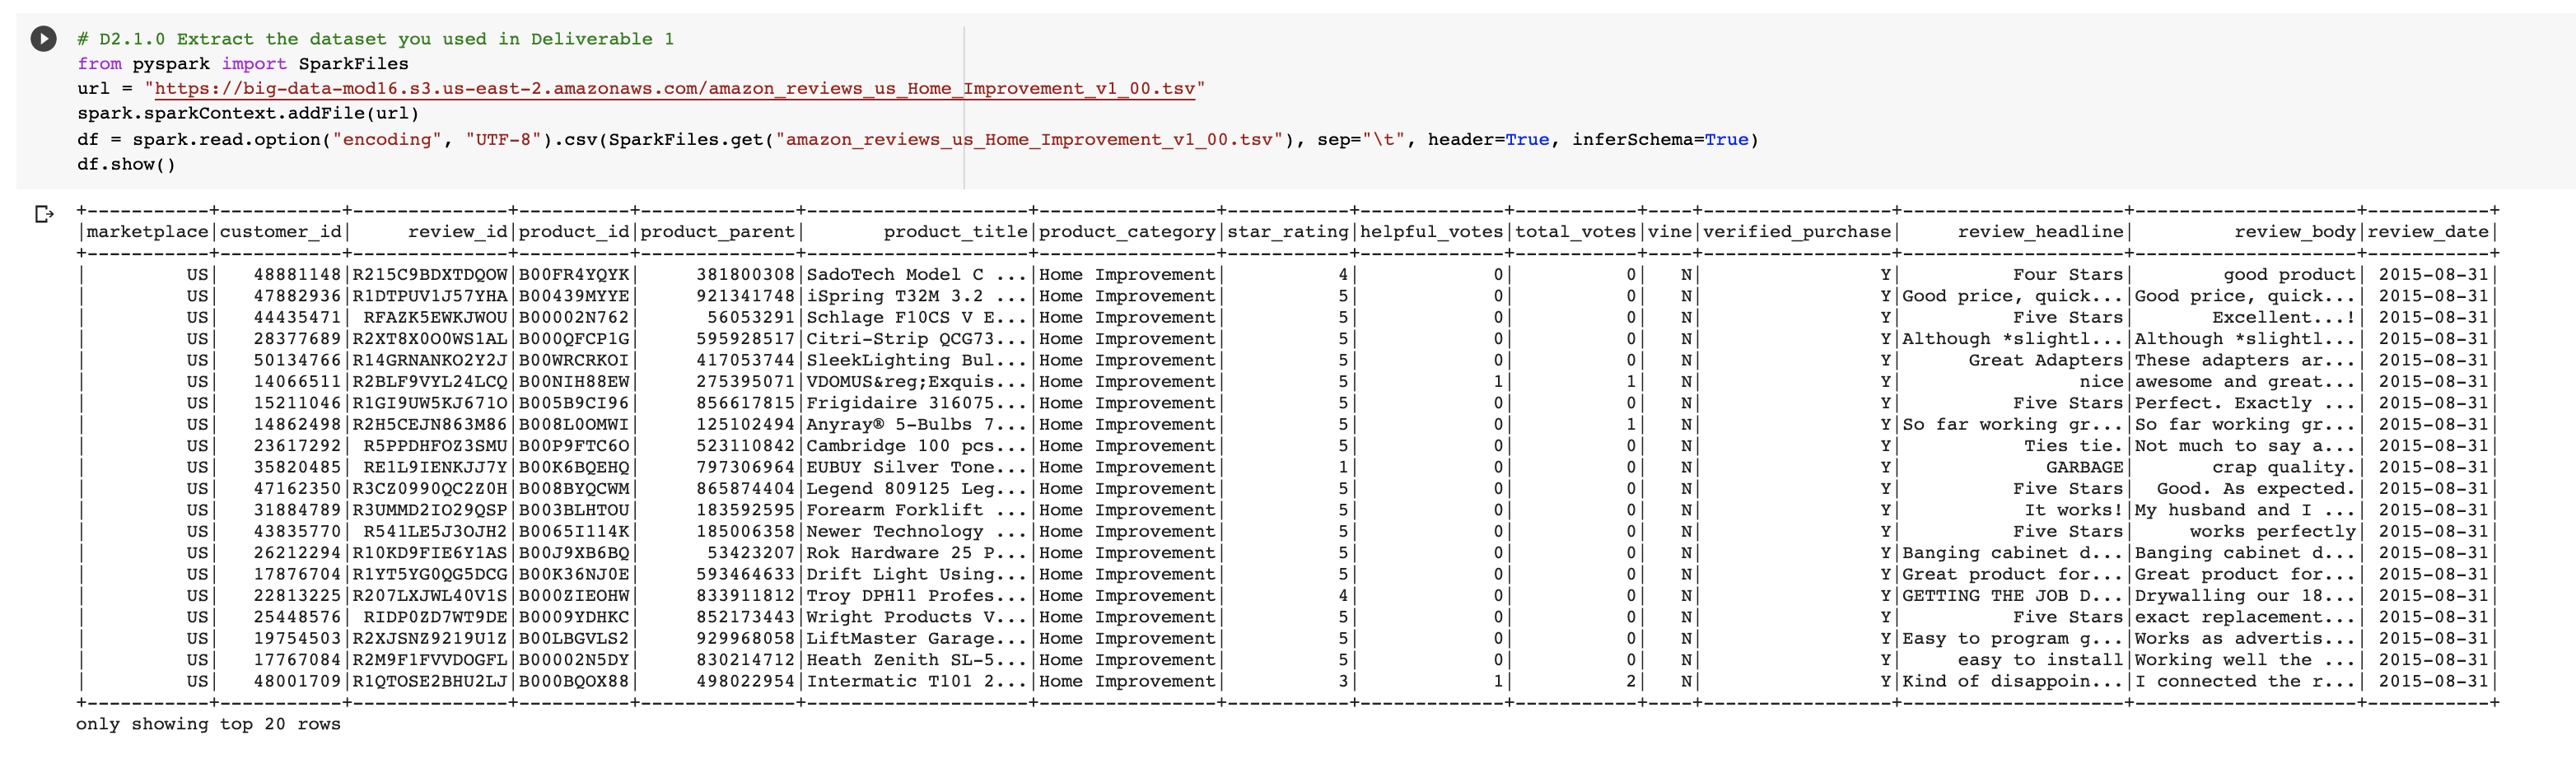 # D2.1.0 Extract the dataset you used in Deliverable 1
from pyspark import SparkFiles
url = "https://big-data-mod16.s3.us-east-2.amazonaws.com/amazon_reviews_us_Home_Improvement_v1_00.tsv"
spark.sparkContext.addFile(url)
df = spark.read.option("encoding", "UTF-8").csv(SparkFiles.get("amazon_reviews_us_Home_Improvement_v1_00.tsv"), sep="\t", header=True, inferSchema=True)
df.show()
+-----------+-----------+--------------+----------+--------------+--------------------+----------------+-----------+-------------+-----------+----+-----------------+--------------------+--------------------+-----------+
|marketplace|customer_id|     review_id|product_id|product_parent|       product_title|product_category|star_rating|helpful_votes|total_votes|vine|verified_purchase|     review_headline|         review_body|review_date|
+-----------+-----------+--------------+----------+--------------+--------------------+----------------+-----------+-------------+-----------+----+-----------------+--------------------+--------------------+-----------+
|         US|   48881148|R215C9BDXTDQOW|B00FR4YQYK|     381800308|SadoTech Model C ...|Home Improvement|          4|            0|          0|   N|                Y|          Four Stars|        good product| 2015-08-31|
|         US|   47882936|R1DTPUV1J57YHA|B00439MYYE|     921341748|iSpring T32M 3.2 ...|Home Improvement|          5|            0|          0|   N|                Y|Good price, quick...|Good price, quick...| 2015-08-31|
|         US|   44435471| RFAZK5EWKJWOU|B00002N762|      56053291|Schlage F10CS V E...|Home Improvement|          5|            0|          0|   N|                Y|          Five Stars|       Excellent...!| 2015-08-31|
|         US|   28377689|R2XT8X0O0WS1AL|B000QFCP1G|     595928517|Citri-Strip QCG73...|Home Improvement|          5|            0|          0|   N|                Y|Although *slightl...|Although *slightl...| 2015-08-31|
|         US|   50134766|R14GRNANKO2Y2J|B00WRCRKOI|     417053744|SleekLighting Bul...|Home Improvement|          5|            0|          0|   N|                Y|      Great Adapters|These adapters ar...| 2015-08-31|
|         US|   14066511|R2BLF9VYL24LCQ|B00NIH88EW|     275395071|VDOMUS&reg;Exquis...|Home Improvement|          5|            1|          1|   N|                Y|                nice|awesome and great...| 2015-08-31|
|         US|   15211046|R1GI9UW5KJ671O|B005B9CI96|     856617815|Frigidaire 316075...|Home Improvement|          5|            0|          0|   N|                Y|          Five Stars|Perfect. Exactly ...| 2015-08-31|
|         US|   14862498|R2H5CEJN863M86|B008L0OMWI|     125102494|Anyray® 5-Bulbs 7...|Home Improvement|          5|            0|          1|   N|                Y|So far working gr...|So far working gr...| 2015-08-31|
|         US|   23617292| R5PPDHFOZ3SMU|B00P9FTC6O|     523110842|Cambridge 100 pcs...|Home Improvement|          5|            0|          0|   N|                Y|           Ties tie.|Not much to say a...| 2015-08-31|
|         US|   35820485| RE1L9IENKJJ7Y|B00K6BQEHQ|     797306964|EUBUY Silver Tone...|Home Improvement|          1|            0|          0|   N|                Y|             GARBAGE|       crap quality.| 2015-08-31|
|         US|   47162350|R3CZ0990QC2Z0H|B008BYQCWM|     865874404|Legend 809125 Leg...|Home Improvement|          5|            0|          0|   N|                Y|          Five Stars|  Good. As expected.| 2015-08-31|
|         US|   31884789|R3UMMD2IO29QSP|B003BLHTOU|     183592595|Forearm Forklift ...|Home Improvement|          5|            0|          0|   N|                Y|           It works!|My husband and I ...| 2015-08-31|
|         US|   43835770| R541LE5J3OJH2|B0065I114K|     185006358|Newer Technology ...|Home Improvement|          5|            0|          0|   N|                Y|          Five Stars|     works perfectly| 2015-08-31|
|         US|   26212294|R10KD9FIE6Y1AS|B00J9XB6BQ|      53423207|Rok Hardware 25 P...|Home Improvement|          5|            0|          0|   N|                Y|Banging cabinet d...|Banging cabinet d...| 2015-08-31|
|         US|   17876704|R1YT5YG0QG5DCG|B00K36NJ0E|     593464633|Drift Light Using...|Home Improvement|          5|            0|          0|   N|                Y|Great product for...|Great product for...| 2015-08-31|
|         US|   22813225|R207LXJWL40V1S|B000ZIEOHW|     833911812|Troy DPH11 Profes...|Home Improvement|          4|            0|          0|   N|                Y|GETTING THE JOB D...|Drywalling our 18...| 2015-08-31|
|         US|   25448576| RIDP0ZD7WT9DE|B0009YDHKC|     852173443|Wright Products V...|Home Improvement|          5|            0|          0|   N|                Y|          Five Stars|exact replacement...| 2015-08-31|
|         US|   19754503|R2XJSNZ9219U1Z|B00LBGVLS2|     929968058|LiftMaster Garage...|Home Improvement|          5|            0|          0|   N|                Y|Easy to program g...|Works as advertis...| 2015-08-31|
|         US|   17767084|R2M9F1FVVDOGFL|B00002N5DY|     830214712|Heath Zenith SL-5...|Home Improvement|          5|            0|          0|   N|                Y|     easy to install|Working well the ...| 2015-08-31|
|         US|   48001709|R1QTOSE2BHU2LJ|B000BQOX88|     498022954|Intermatic T101 2...|Home Improvement|          3|            1|          2|   N|                Y|Kind of disappoin...|I connected the r...| 2015-08-31|
+-----------+-----------+--------------+----------+--------------+--------------------+----------------+-----------+-------------+-----------+----+-----------------+--------------------+--------------------+-----------+
only showing top 20 rows